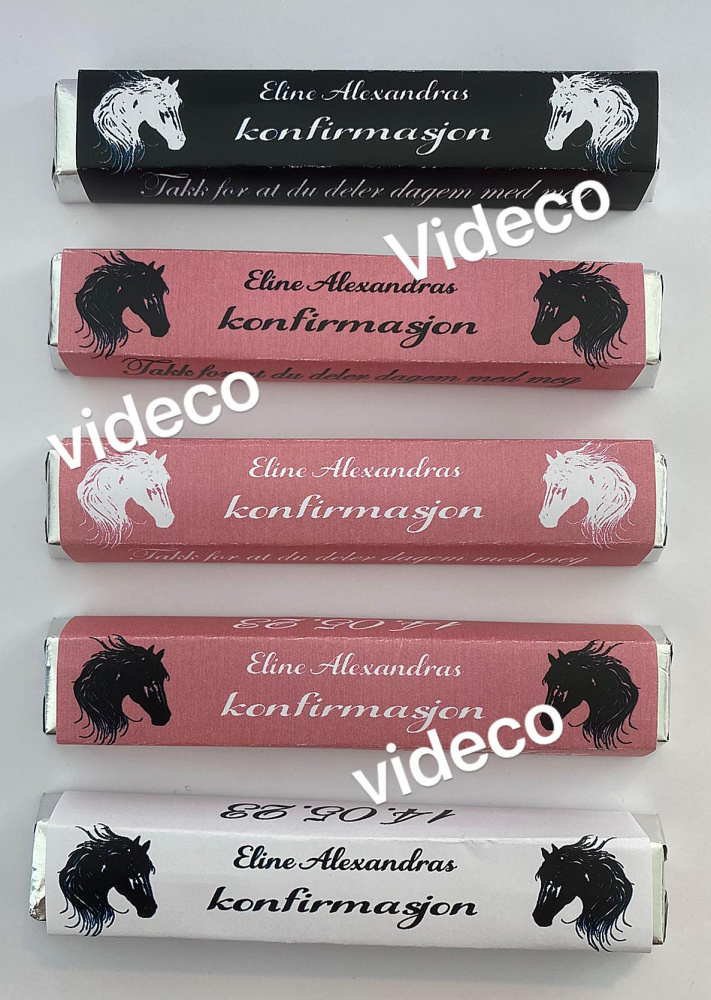 Eline Alexandras
konfirmasjon
Takk for at du deler dagem med meg
Videco
Eline Alexandras
konfirmasjon
Takk for at du deler dagem med meg
videco
Eline Alexandras
konfirmasjon
Takk for at du deler dagem med meg
14.05.23
Eline Alexandras
konfirmasjon
videco
14.05.23
Eline Alexandras
konfirmasjon